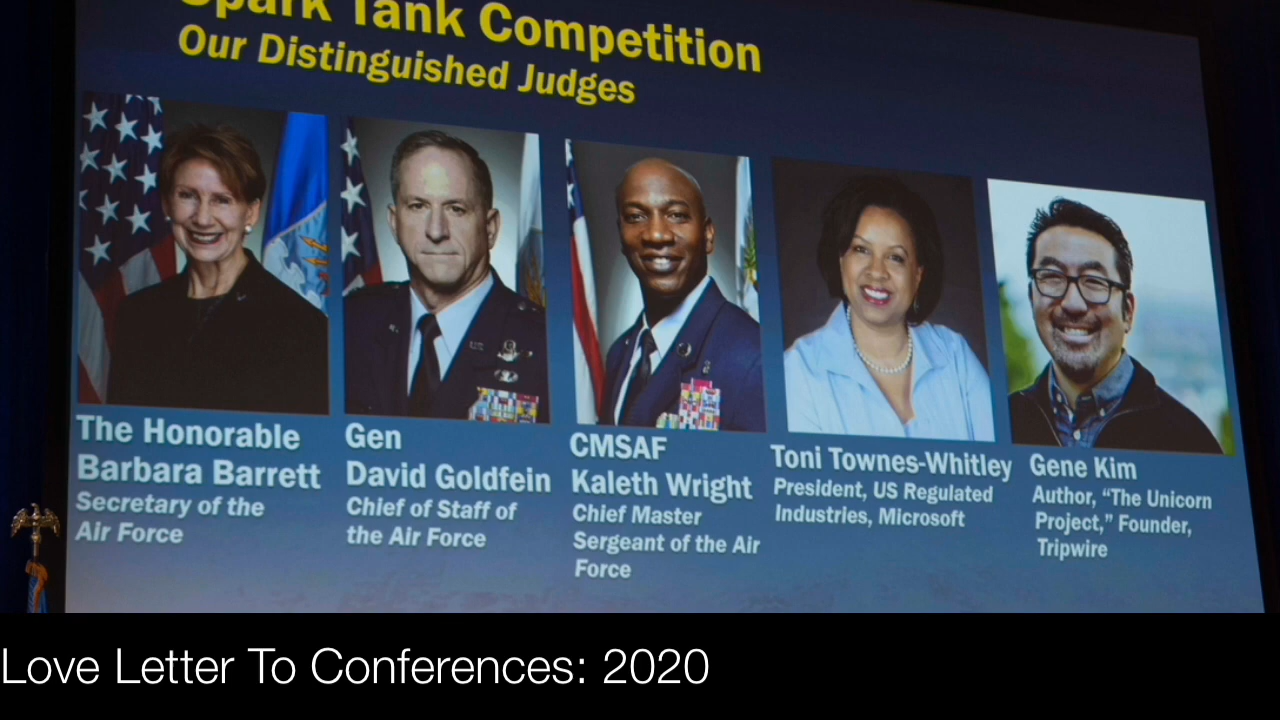 Spark Tank Competition
Our Distinguished Judges
The Honorable
Barbara Barrett
Secretary of the
Air Force
Gen
David Goldfein
Chief of Staff of
the Air Force
CMSAF
Kaleth Wright
Chief Master
Sergeant of the Air
Force
Toni Townes-Whitley
President, US Regulated
Industries, Microsoft
Gene Kim
Author, “The Unicorn
Project,” Founder,
Tripwire
Love Letter To Conferences: 2020